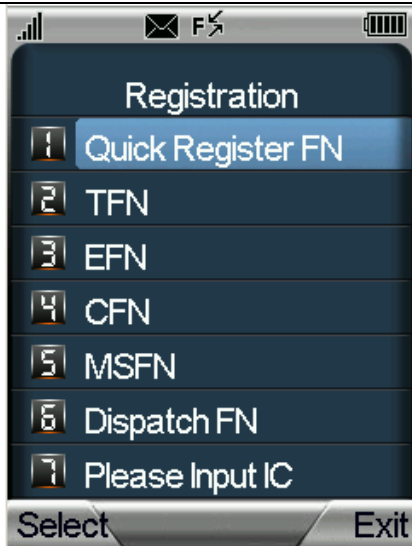 F
Registration
1 Quick Register FN
2 TFN
3 EFN
4 CFN
5 MSFN
6 Dispatch FN
7 Please Input IC
Select Exit